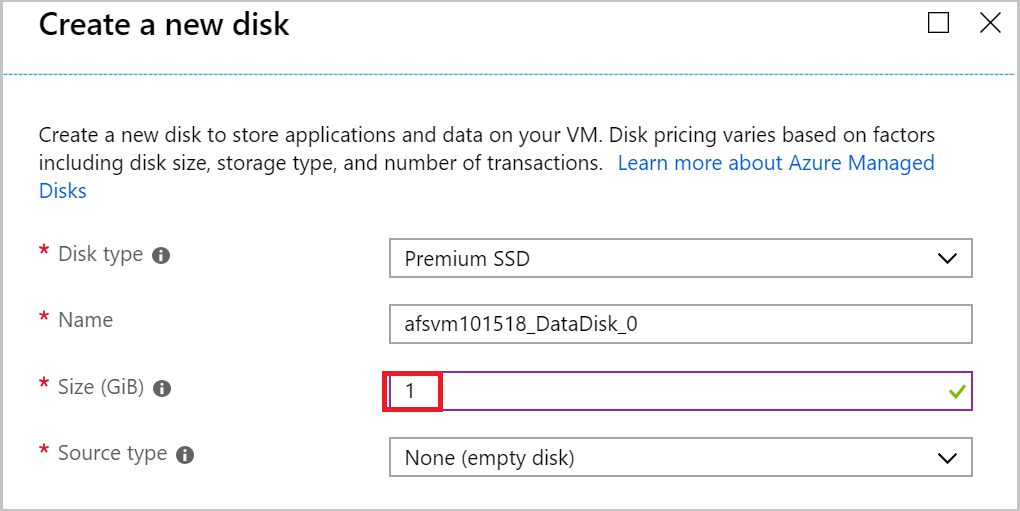 Create a new disk
Create a new disk to store applications and data on your VM. Disk pricing varies based on factors
including disk size, storage type, and number of transactions. Learn more about Azure Managed
Disks
* Disk type
Premium SSD
* Name
afsvm101518_DataDisk_0
* Size (GiB)
1
* Source type
None (empty disk)